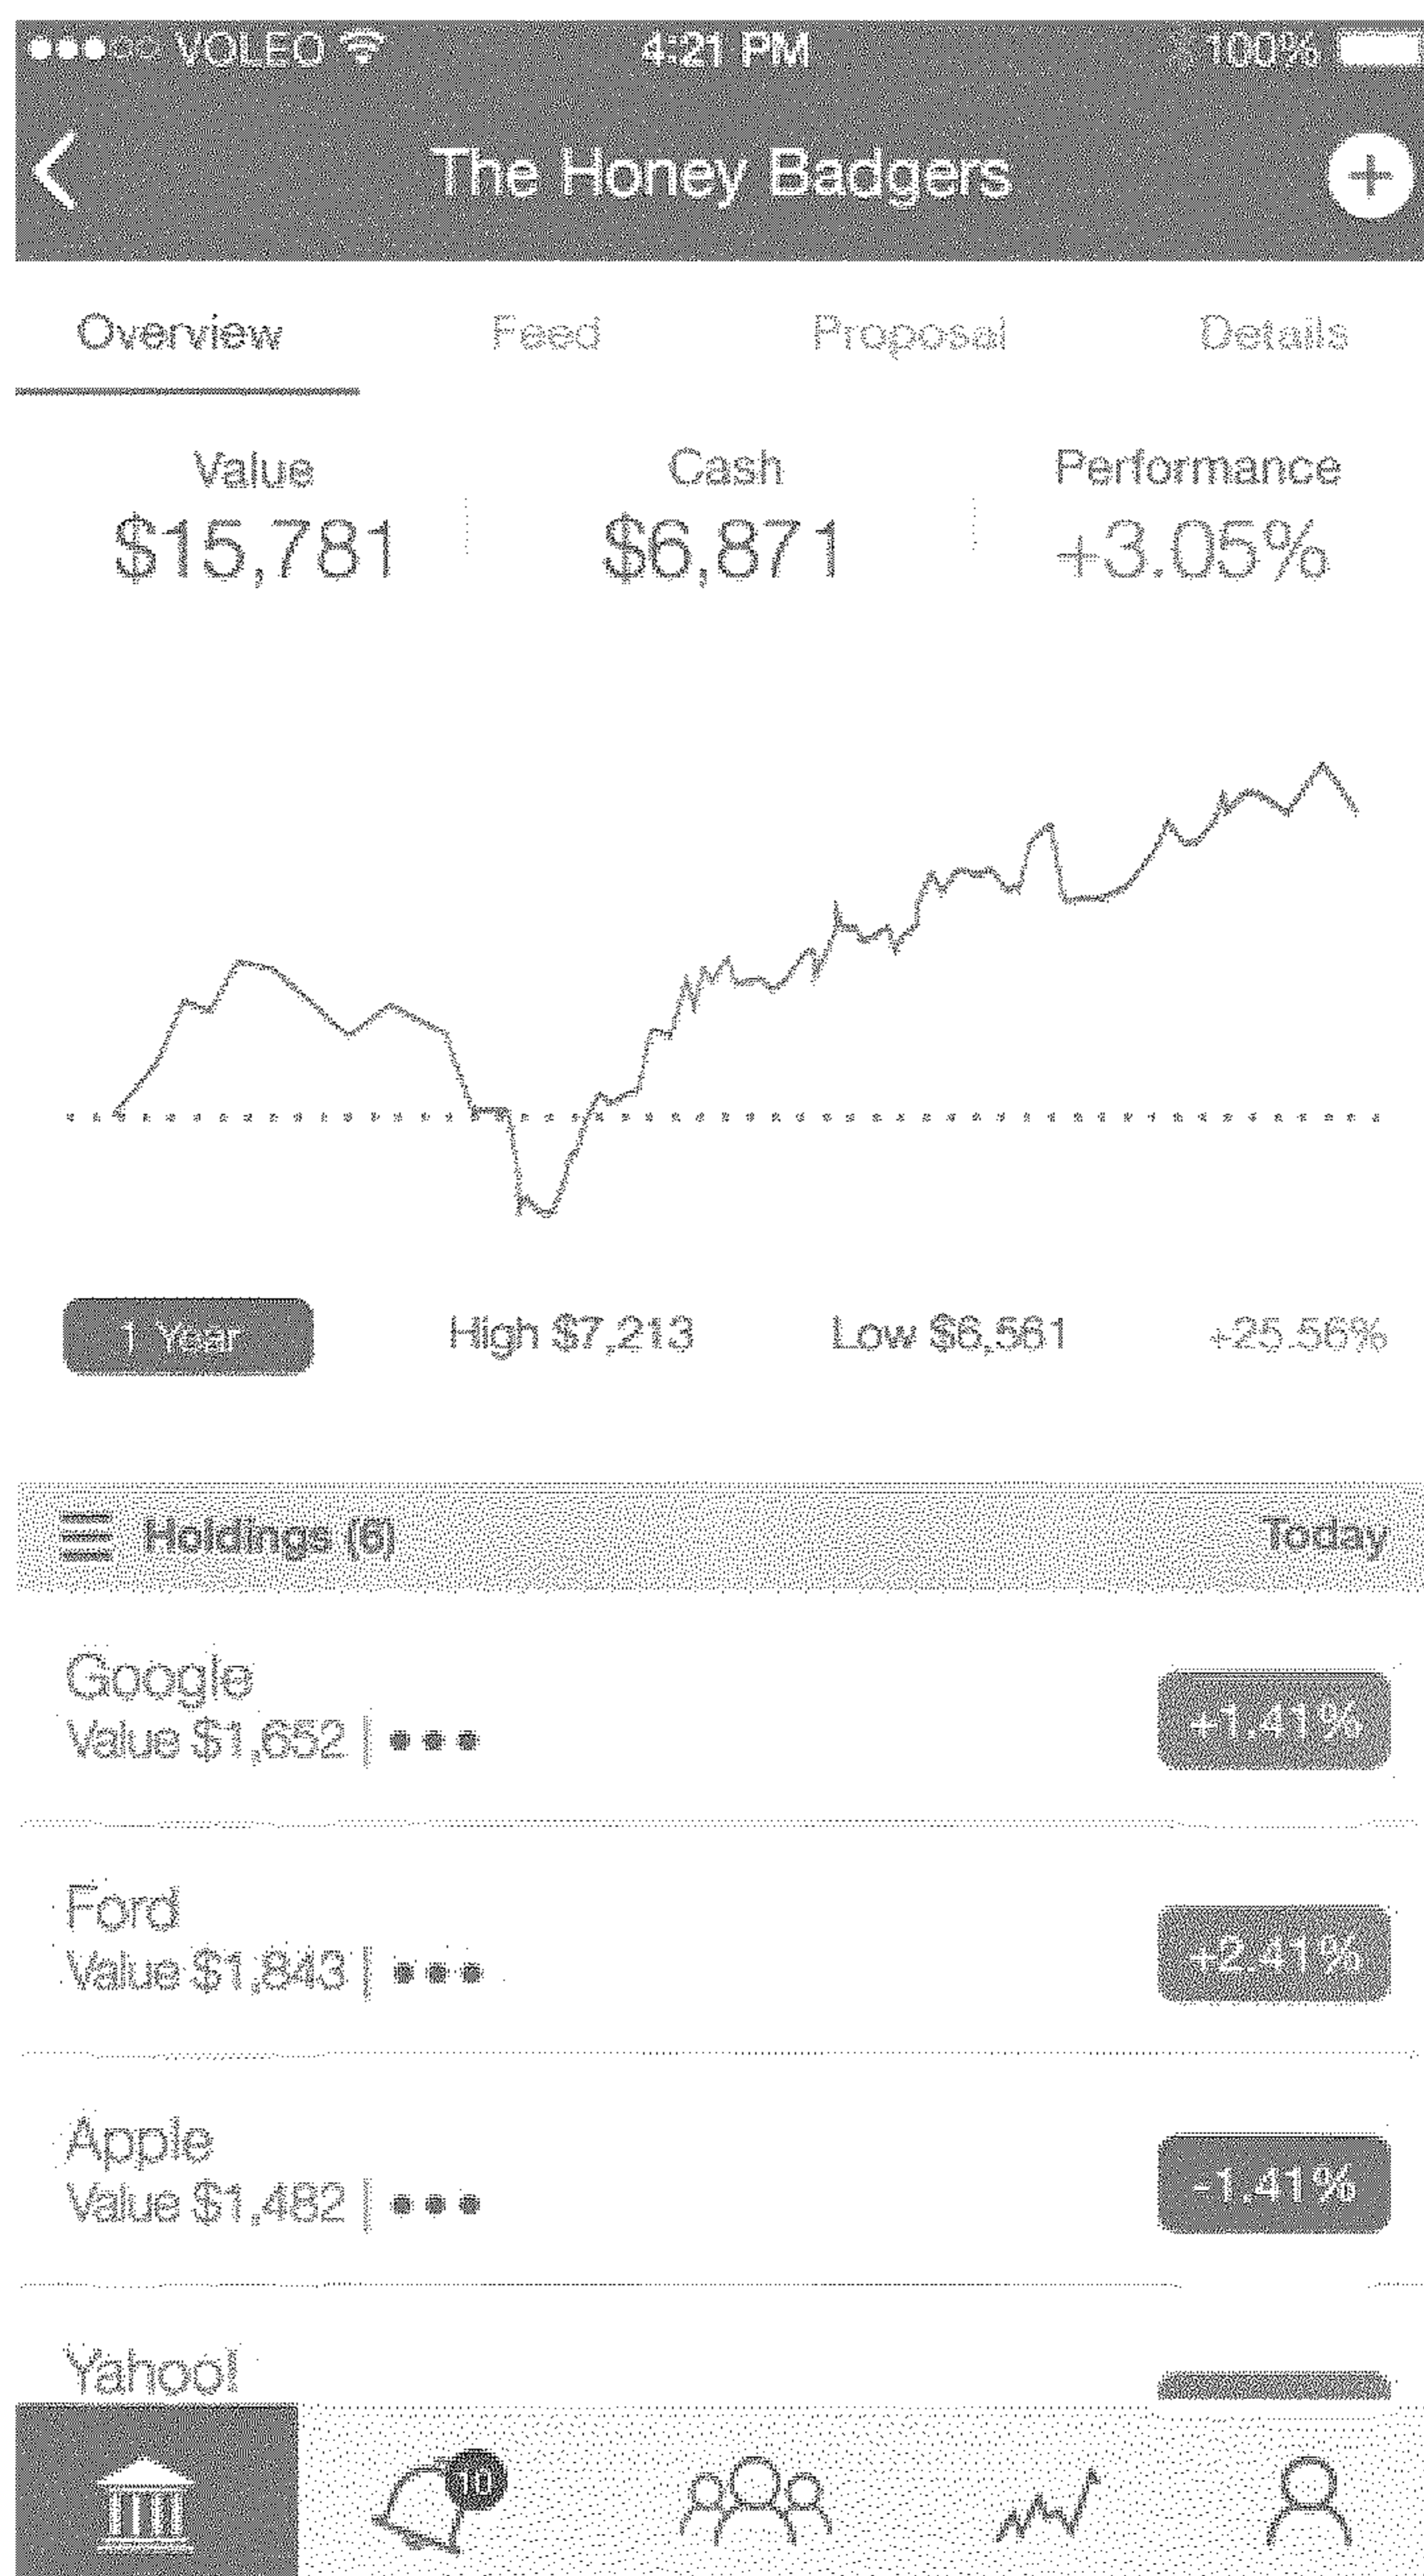 VOLEO 4:21 PM 100%
The Honey Badgers
Overview Feed Proposal Details
Value Cash Performance
$15,781 $6,871 +3.05%
1 Year High $7,213 Low $6,561 +25.56%
Holdings (6) Today
Google
Value $1,652 | ••• +1.41%
Ford
Value $1,843 | ••• +2.41%
Apple
Value $1,482 | ••• -1.41%
Yahoo!
10